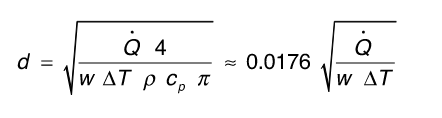 d = √(Q̇ 4 / (w ΔT ρ c_p π)) ≈ 0.0176 √(Q̇ / (w ΔT))